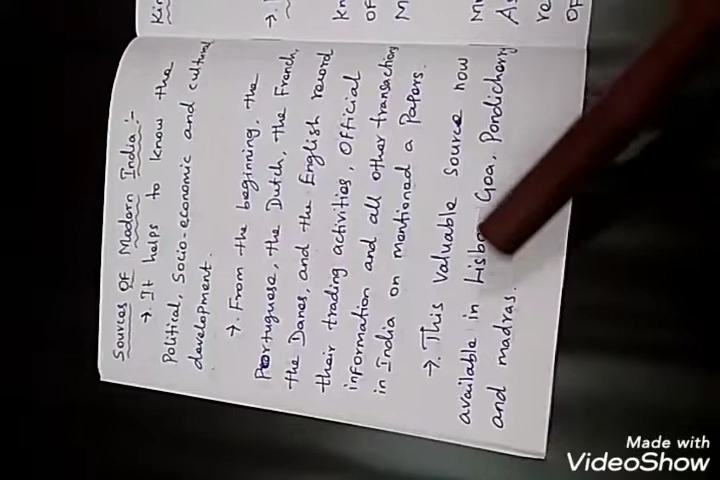 Sources Of Modern India :-
→ It helps to know the
Political, Socio-economic and cultural
development.
→ From the beginning, the
Portuguese, the Dutch, the French,
the Danes, and the English record
their trading activities, Official
information and all other transactions
in India on mentioned a Papers.
→ This Valuable Source now
available in Goa, Pondicherry
and madras.
Made with
VideoShow